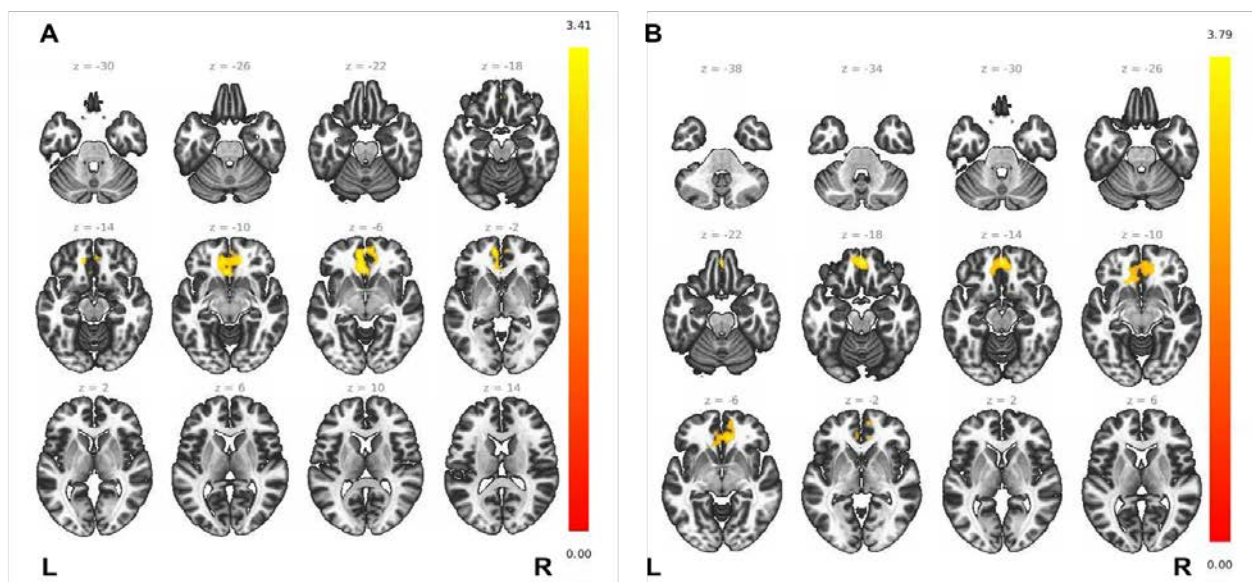 A
3.41
z = -30 z = -26 z = -22 z = -18
z = -14 z = -10 z = -6 z = -2
z = 2 z = 6 z = 10 z = 14
0.00
L R
B
3.79
z = -38 z = -34 z = -30 z = -26
z = -22 z = -18 z = -14 z = -10
z = -6 z = -2 z = 2 z = 6
0.00
L R